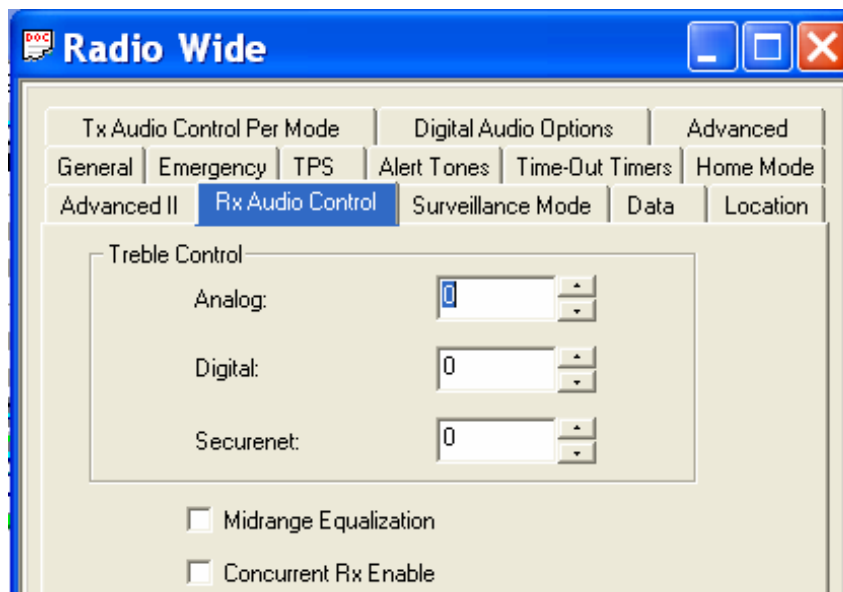 DOC Radio Wide
Tx Audio Control Per Mode Digital Audio Options Advanced
General Emergency TPS Alert Tones Time-Out Timers Home Mode
Advanced II Rx Audio Control Surveillance Mode Data Location
Treble Control
Analog: 0
Digital: 0
Securenet: 0
Midrange Equalization
Concurrent Rx Enable